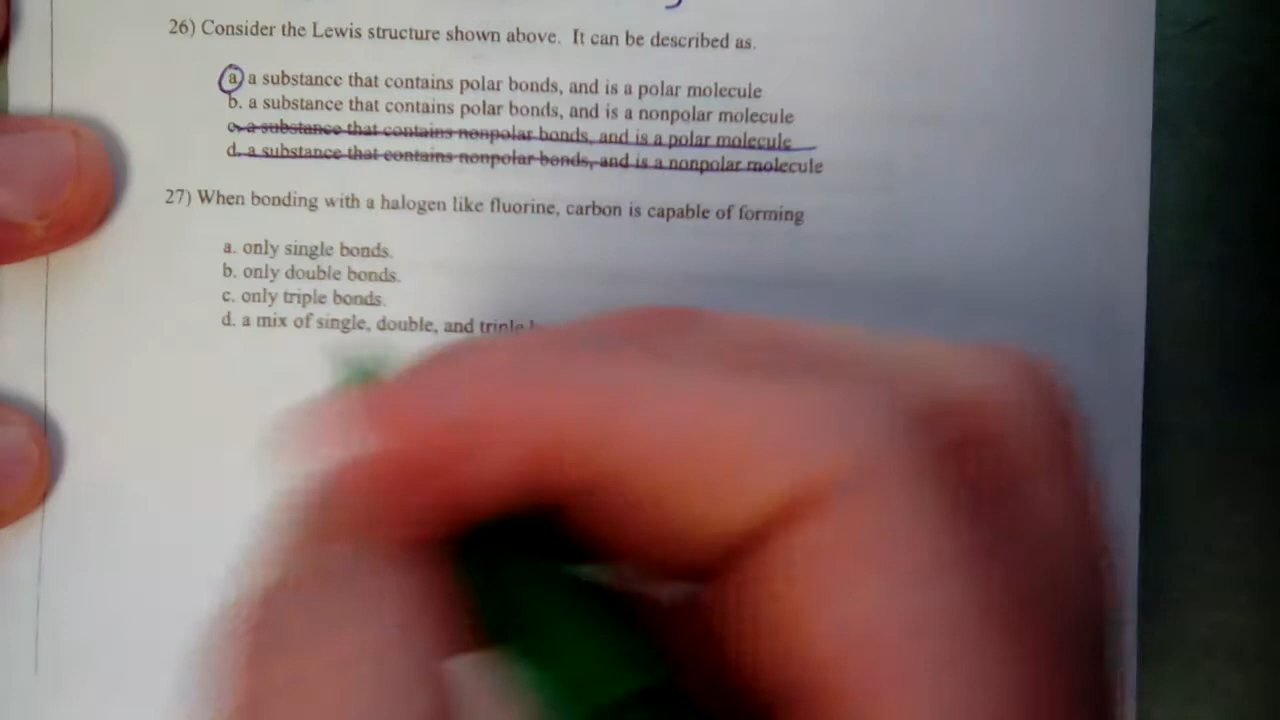 26) Consider the Lewis structure shown above. It can be described as.
a. a substance that contains polar bonds, and is a polar molecule
b. a substance that contains polar bonds, and is a nonpolar molecule
c. a substance that contains nonpolar bonds, and is a polar molecule
d. a substance that contains nonpolar bonds, and is a nonpolar molecule
27) When bonding with a halogen like fluorine, carbon is capable of forming
a. only single bonds.
b. only double bonds.
c. only triple bonds.
d. a mix of single, double, and triple